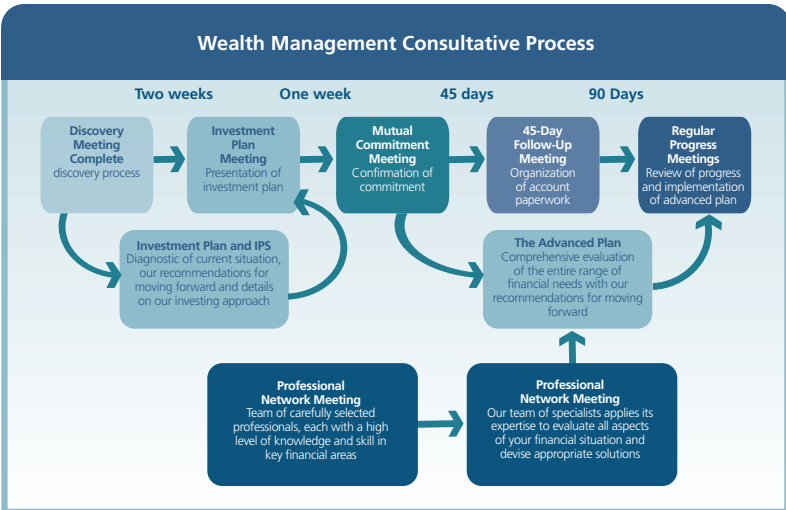 Wealth Management Consultative Process
Two weeks
One week
45 days
90 Days
Discovery
Meeting
Complete
discovery process
Investment
Plan
Meeting
Presentation of
investment plan
Mutual
Commitment
Meeting
Confirmation of
commitment
45-Day
Follow-Up
Meeting
Organization
of account
paperwork
Regular
Progress
Meetings
Review of progress
and implementation
of advanced plan
Investment Plan and IPS
Diagnostic of current situation,
our recommendations for
moving forward and details
on our investing approach
The Advanced Plan
Comprehensive evaluation
of the entire range of
financial needs with our
recommendations for moving
forward
Professional
Network Meeting
Team of carefully selected
professionals, each with a high
level of knowledge and skill in
key financial areas
Professional
Network Meeting
Our team of specialists applies its
expertise to evaluate all aspects
of your financial situation and
devise appropriate solutions